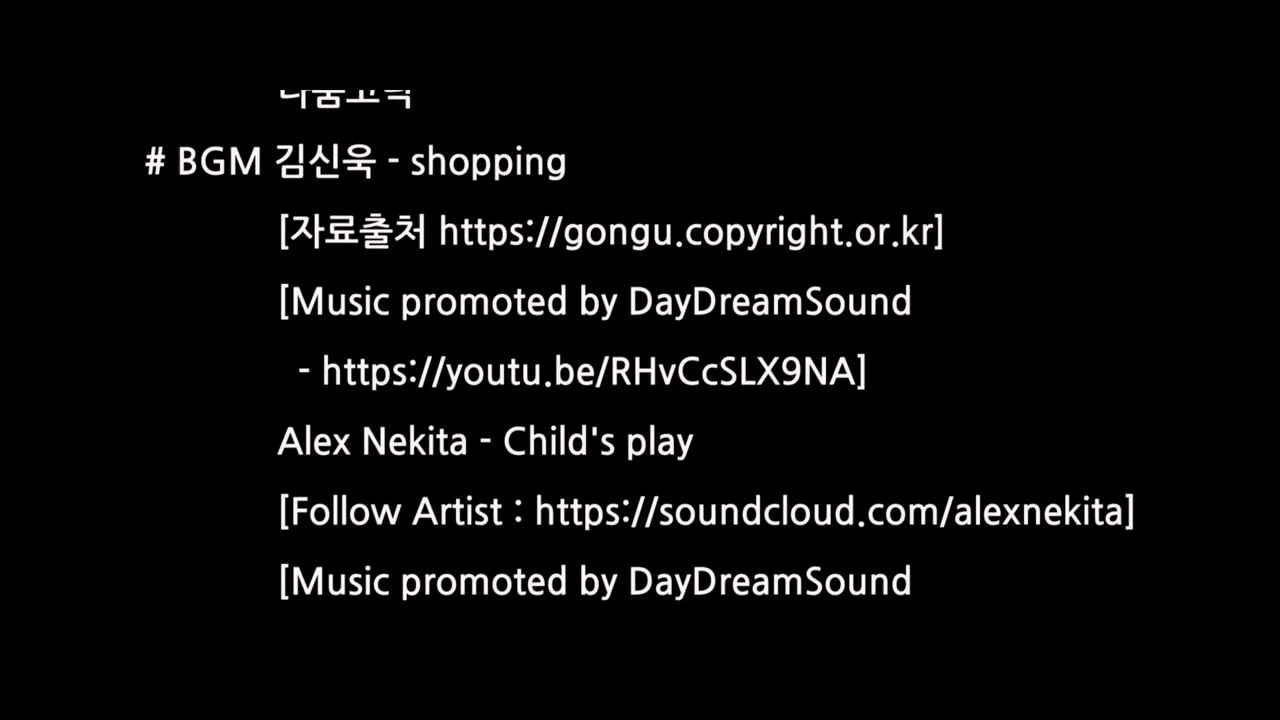 # BGM 김신욱 - shopping
[자료출처 https://gongu.copyright.or.kr]
[Music promoted by DayDreamSound
- https://youtu.be/RHvCcSLX9NA]
Alex Nekita - Child's play
[Follow Artist : https://soundcloud.com/alexnekita]
[Music promoted by DayDreamSound